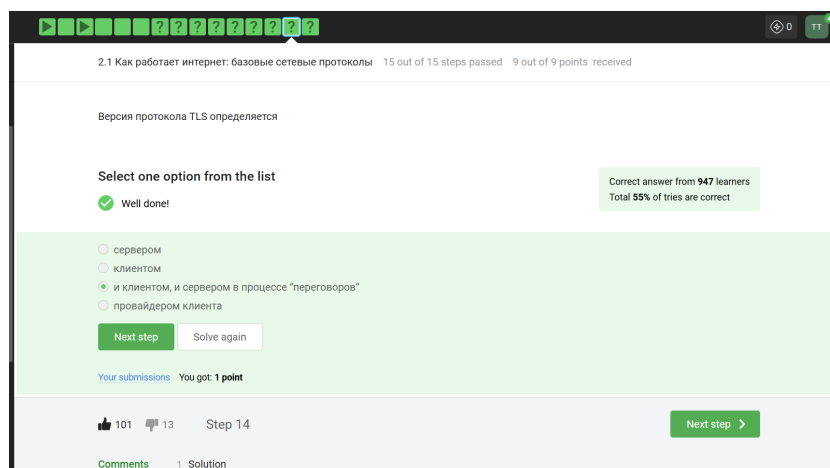 ? ? ? ? ? ? ? ? ?
0 TT
2.1 Как работает интернет: базовые сетевые протоколы 15 out of 15 steps passed 9 out of 9 points received
Версия протокола TLS определяется
Select one option from the list
Well done!
Correct answer from 947 learners
Total 55% of tries are correct
сервером
клиентом
и клиентом, и сервером в процессе “переговоров”
провайдером клиента
Next step Solve again
Your submissions You got: 1 point
101 13 Step 14 Next step
Comments 1 Solution